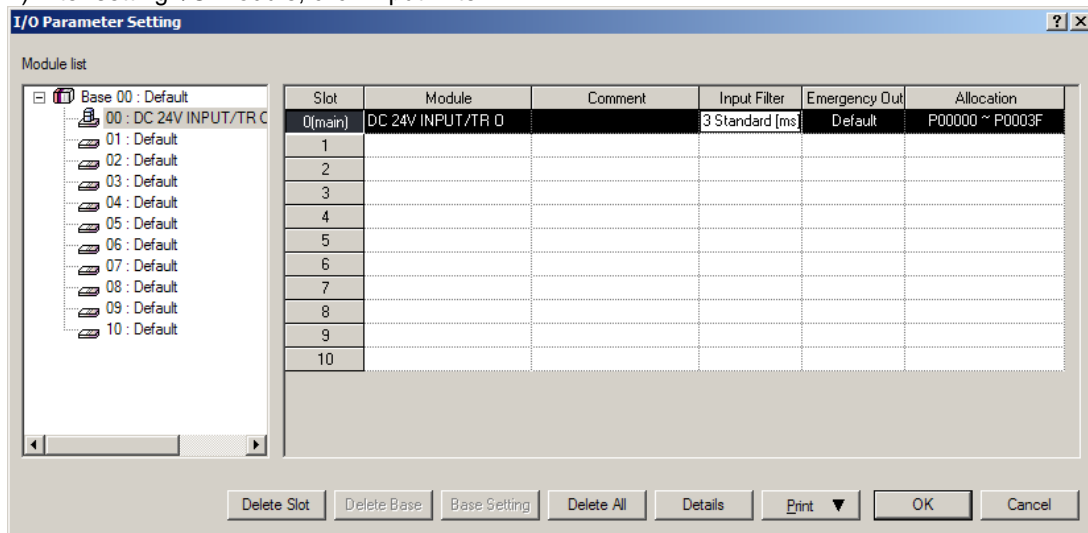 I/O Parameter Setting
Module list
Base 00 : Default
00 : DC 24V INPUT/TR O
01 : Default
02 : Default
03 : Default
04 : Default
05 : Default
06 : Default
07 : Default
08 : Default
09 : Default
10 : Default
Slot Module Comment Input Filter Emergency Out Allocation
0(main) DC 24V INPUT/TR O 3 Standard [ms] Default P00000 ~ P0003F
1
2
3
4
5
6
7
8
9
10
Delete Slot Delete Base Base Setting Delete All Details Print ▼ OK Cancel